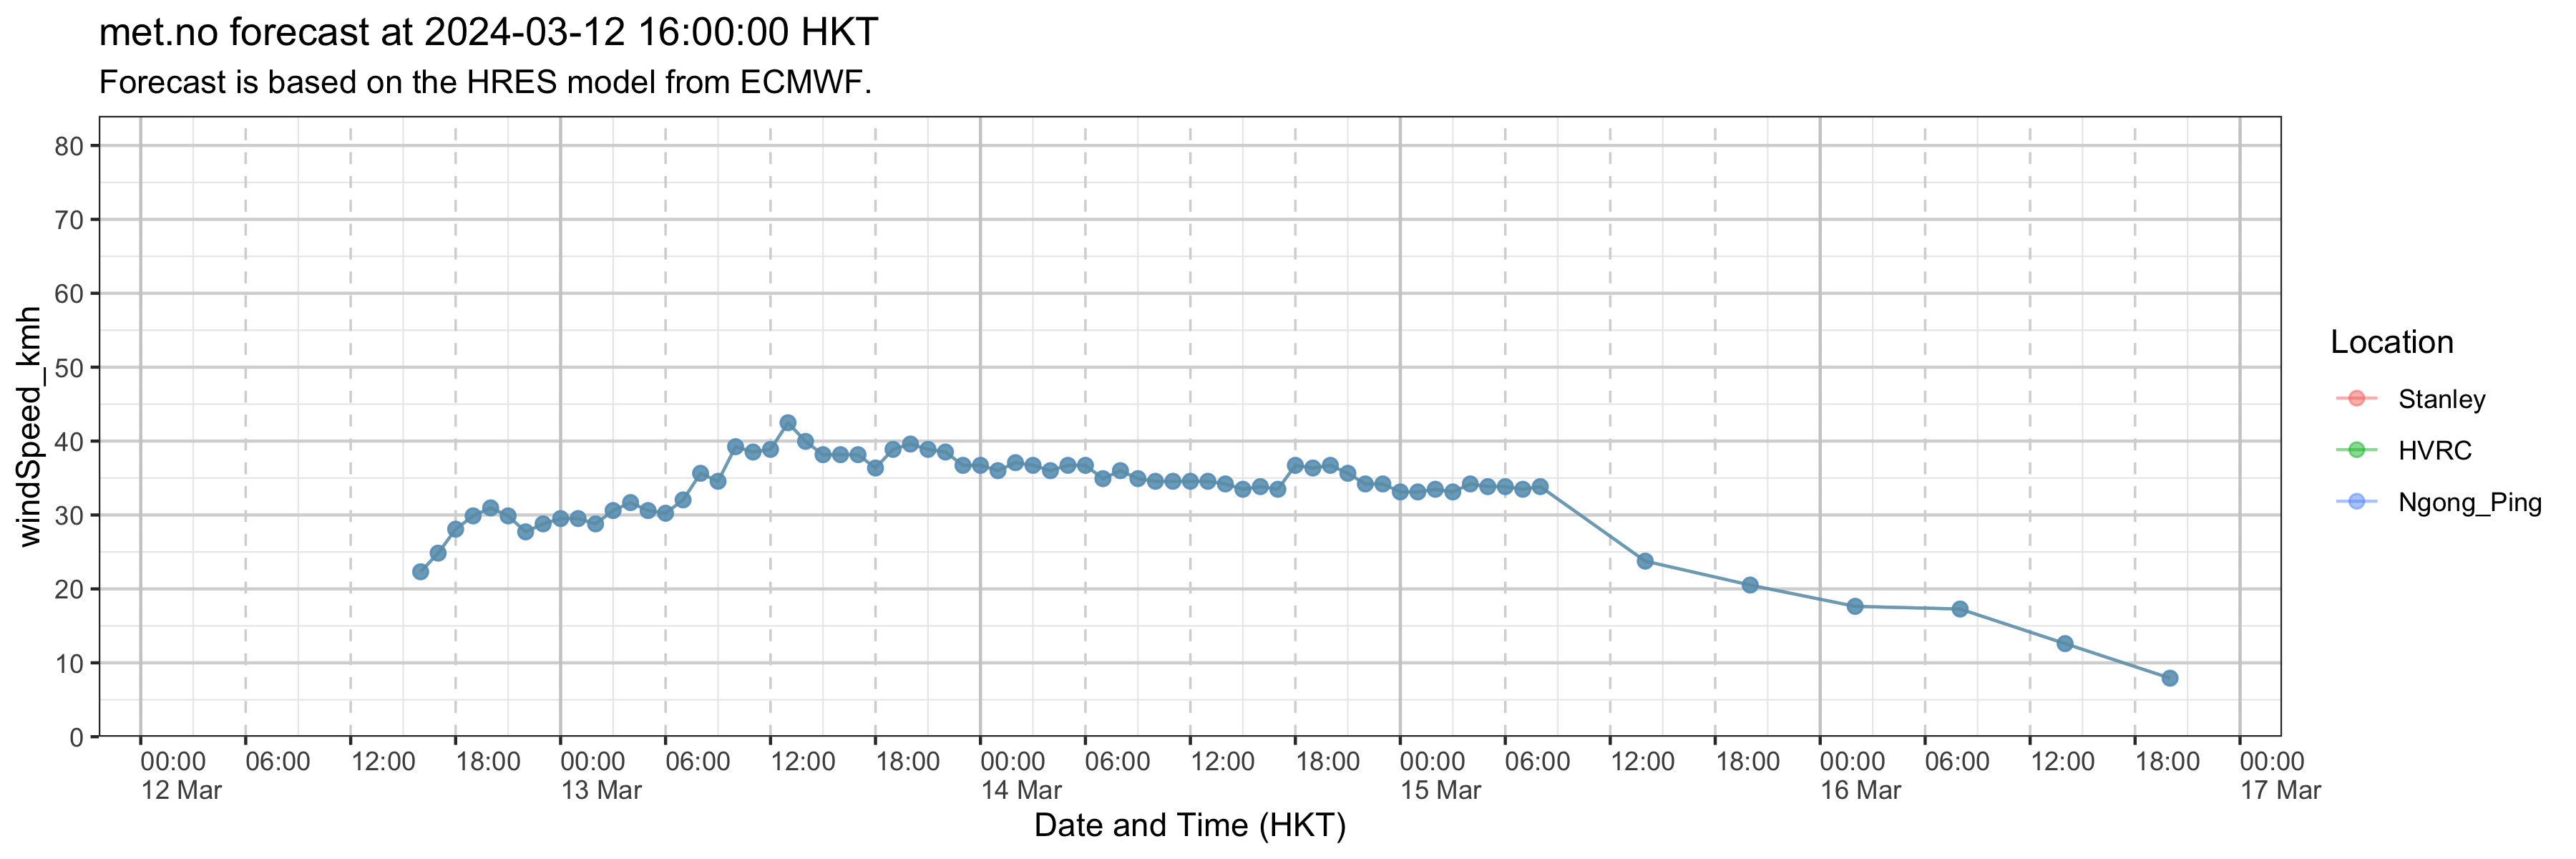 met.no forecast at 2024-03-12 16:00:00 HKT
Forecast is based on the HRES model from ECMWF.
windSpeed_kmh
80
70
60
50
40
30
20
10
0
00:00 06:00 12:00 18:00 00:00 06:00 12:00 18:00 00:00 06:00 12:00 18:00 00:00 06:00 12:00 18:00 00:00 06:00 12:00 18:00 00:00
12 Mar 13 Mar 14 Mar 15 Mar 16 Mar 17 Mar
Date and Time (HKT)
Location
Stanley
HVRC
Ngong_Ping